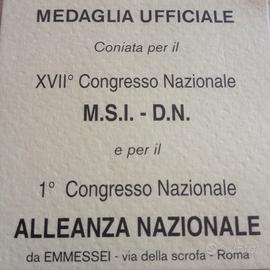 MEDAGLIA UFFICIALE
Coniata per il
XVII° Congresso Nazionale
M.S.I. - D.N.
e per il
1° Congresso Nazionale
ALLEANZA NAZIONALE
da EMMESSEI - via della scrofa - Roma